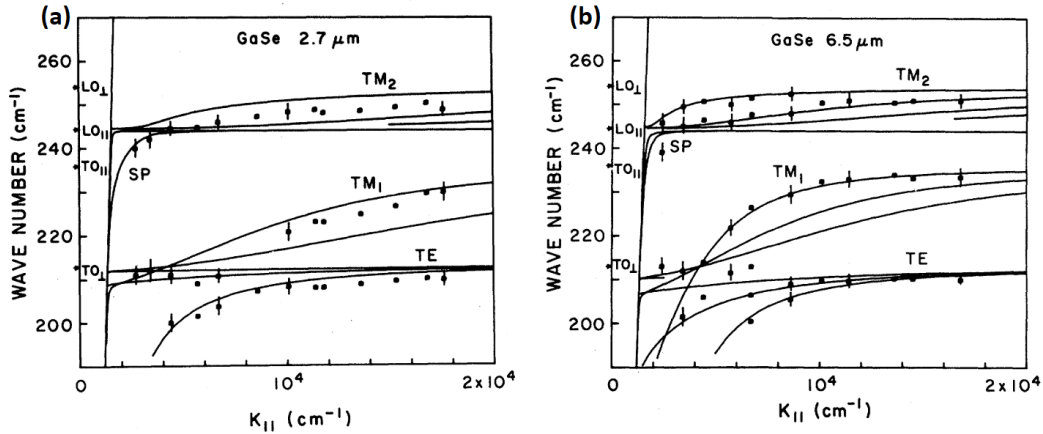 (a)
GaSe 2.7 μm
WAVE NUMBER (cm⁻¹)
260
240
220
200
LO⊥
LO||
TO||
TO⊥
TM₂
SP
TM₁
TE
0
10⁴
2x10⁴
K|| (cm⁻¹)
(b)
GaSe 6.5 μm
WAVE NUMBER (cm⁻¹)
260
240
220
200
LO⊥
LO||
TO||
TO⊥
TM₂
SP
TM₁
TE
0
10⁴
2 x 10⁴
K|| (cm⁻¹)